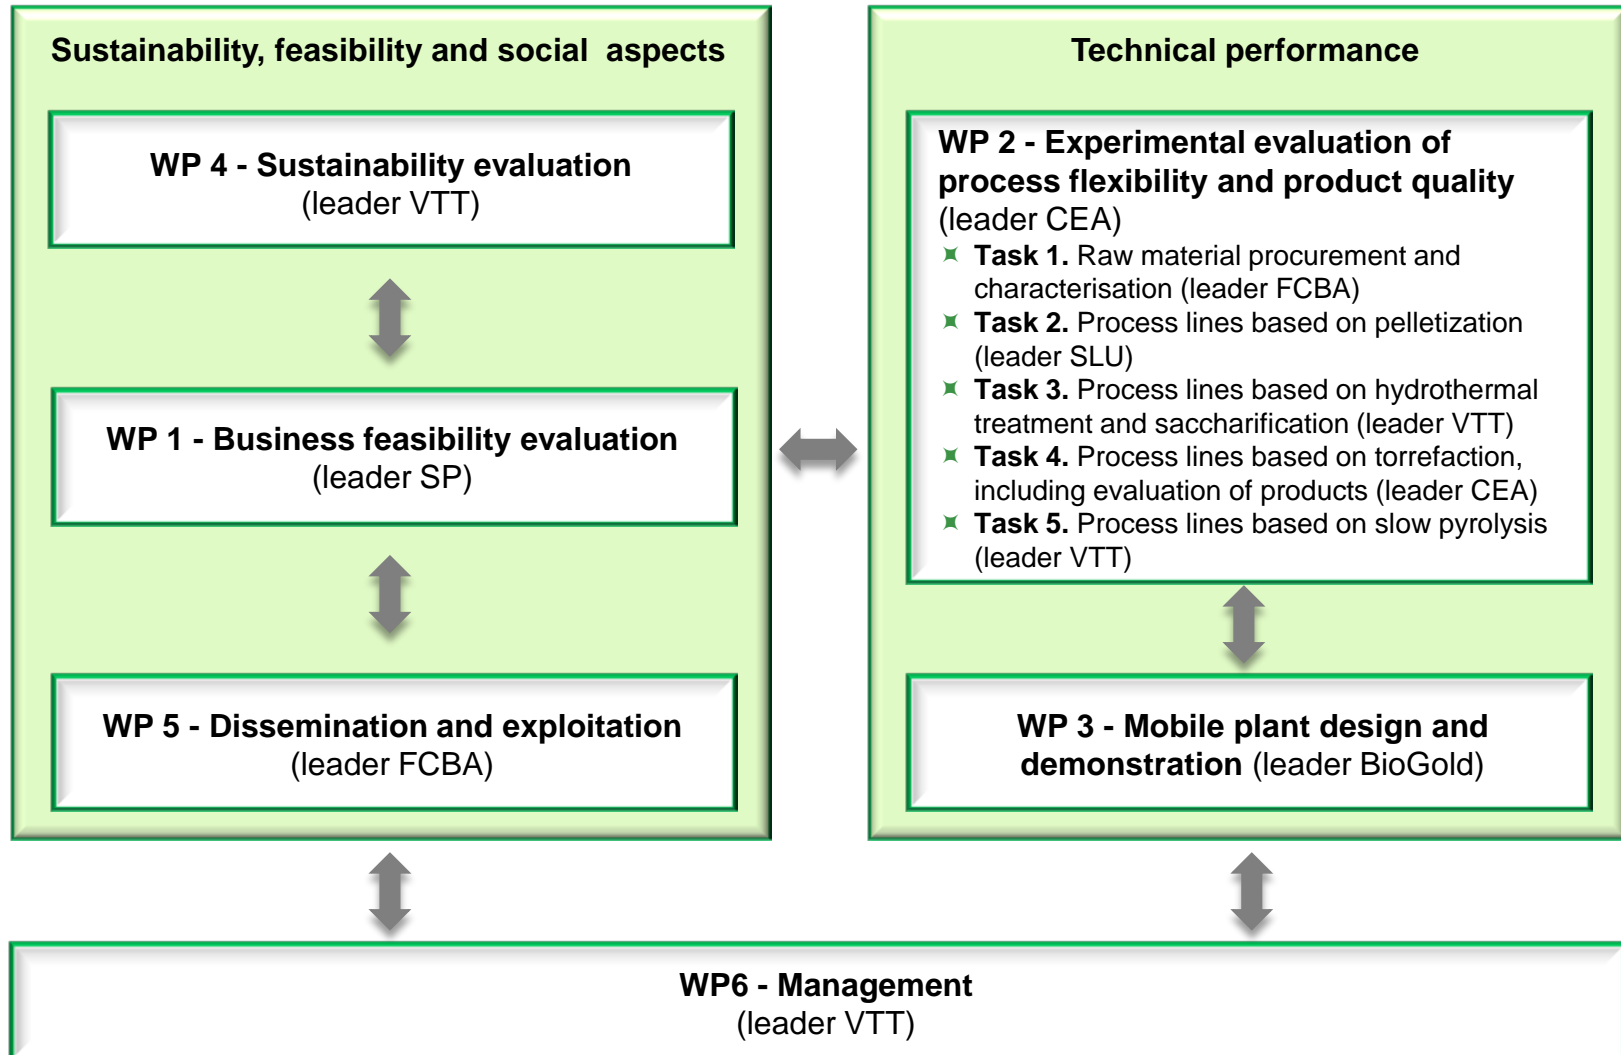 Sustainability, feasibility and social aspects
WP 4 - Sustainability evaluation
(leader VTT)
WP 1 - Business feasibility evaluation
(leader SP)
WP 5 - Dissemination and exploitation
(leader FCBA)
Technical performance
WP 2 - Experimental evaluation of
process flexibility and product quality
(leader CEA)
Task 1. Raw material procurement and
characterisation (leader FCBA)
Task 2. Process lines based on pelletization
(leader SLU)
Task 3. Process lines based on hydrothermal
treatment and saccharification (leader VTT)
Task 4. Process lines based on torrefaction,
including evaluation of products (leader CEA)
Task 5. Process lines based on slow pyrolysis
(leader VTT)
WP 3 - Mobile plant design and
demonstration (leader BioGold)
WP6 - Management
(leader VTT)